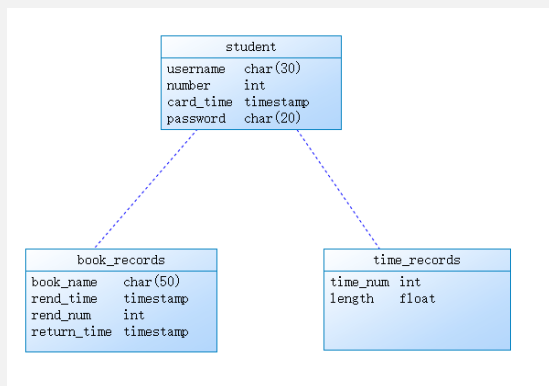 student
username char(30)
number int
card_time timestamp
password char(20)
book_records
book_name char(50)
rend_time timestamp
rend_num int
return_time timestamp
time_records
time_num int
length float